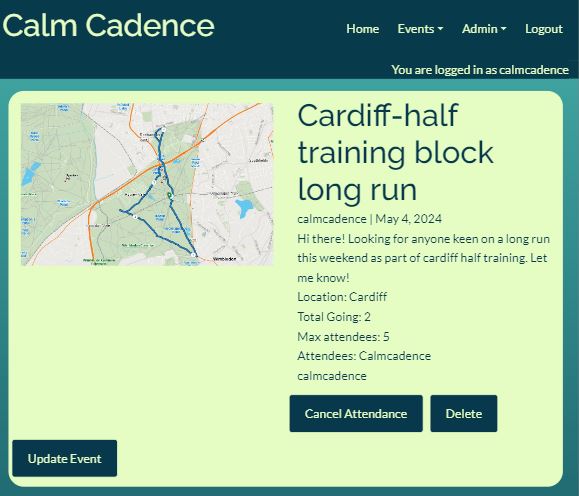 Calm Cadence
Home Events Admin Logout
You are logged in as calmcadence
Cardiff-half
training block
long run
calmcadence | May 4, 2024
Hi there! Looking for anyone keen on a long run
this weekend as part of cardiff half training. Let
me know!
Location: Cardiff
Total Going: 2
Max attendees: 5
Attendees: Calmcadence
calmcadence
Cancel Attendance Delete
Update Event
Wimbledon